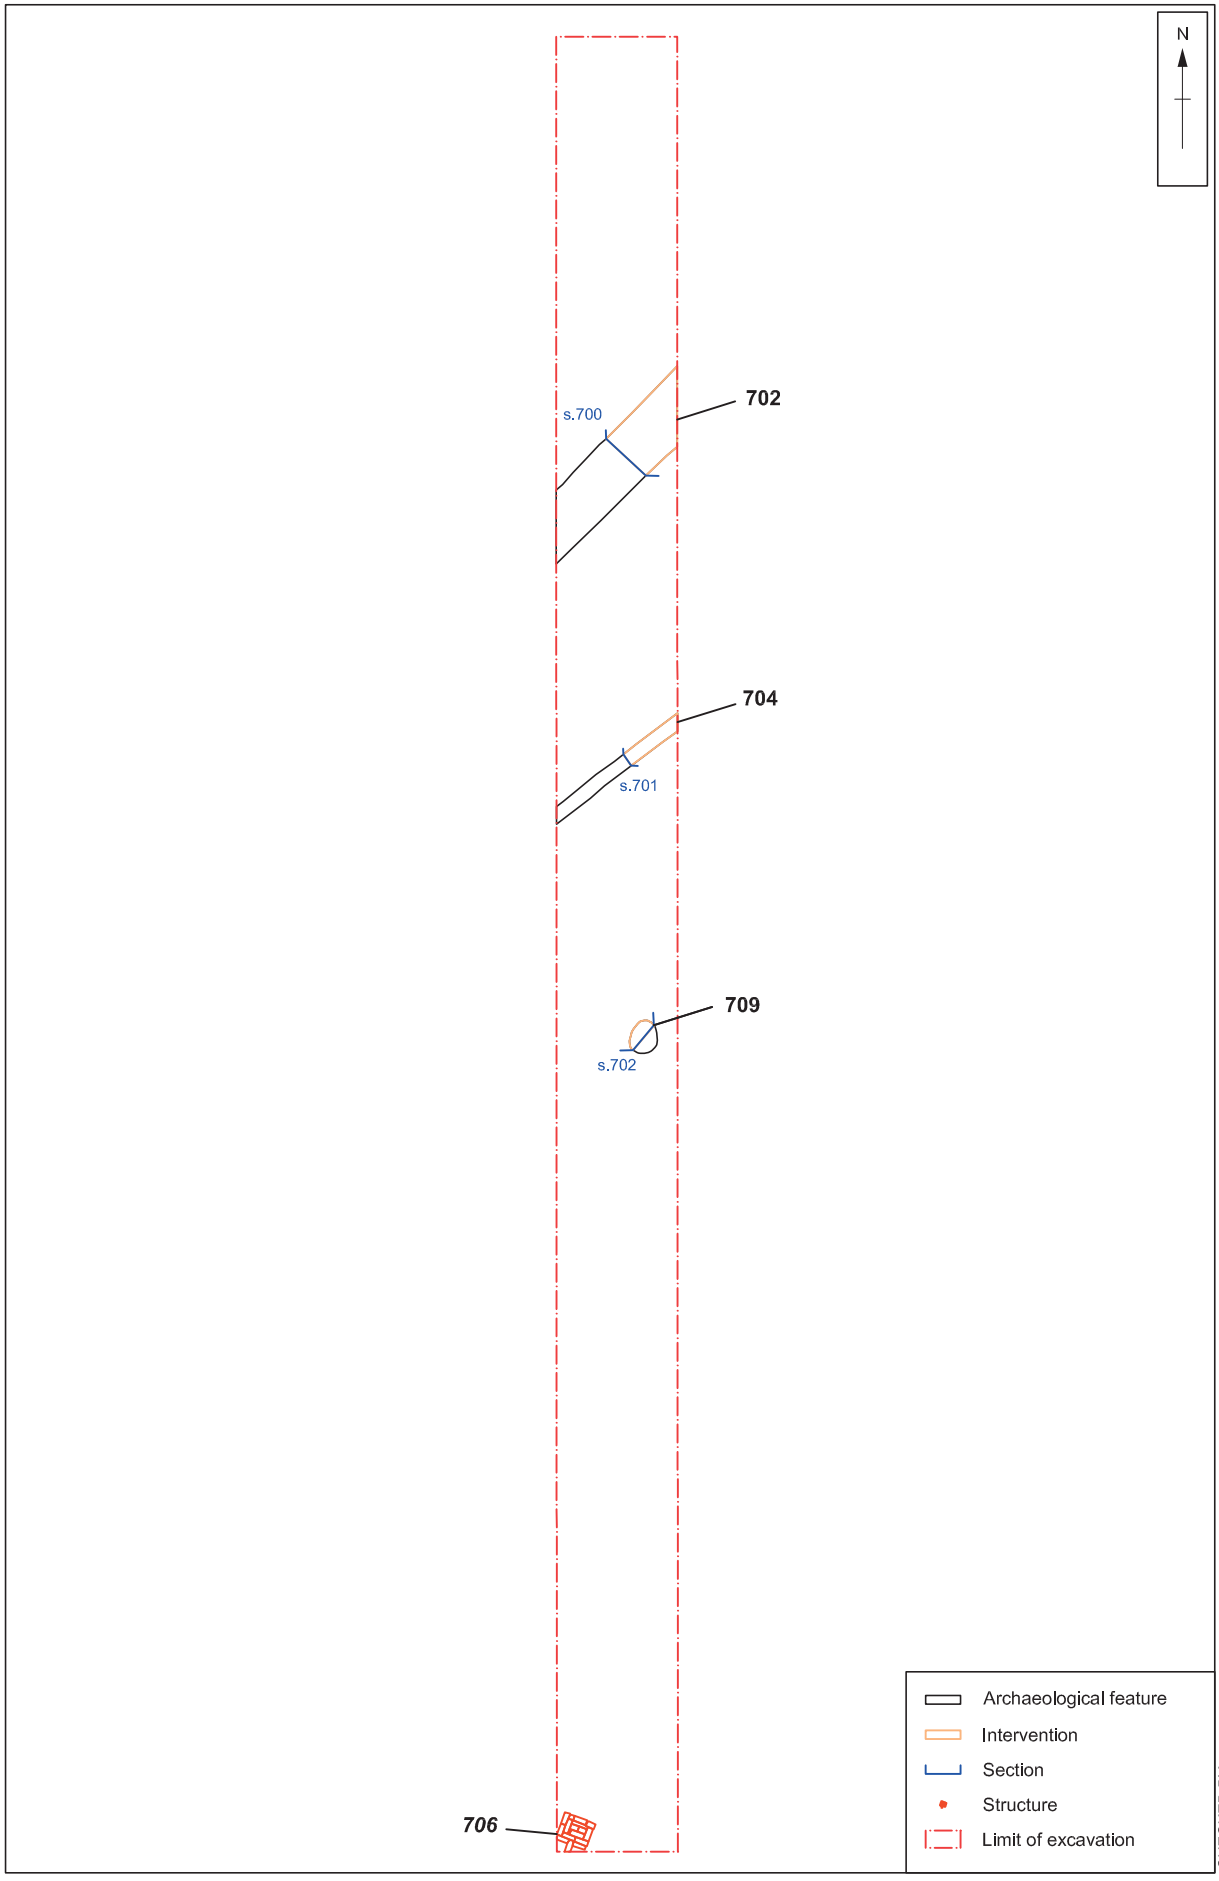 N
702
s.700
704
s.701
709
s.702
706
Archaeological feature
Intervention
Section
Structure
Limit of excavation